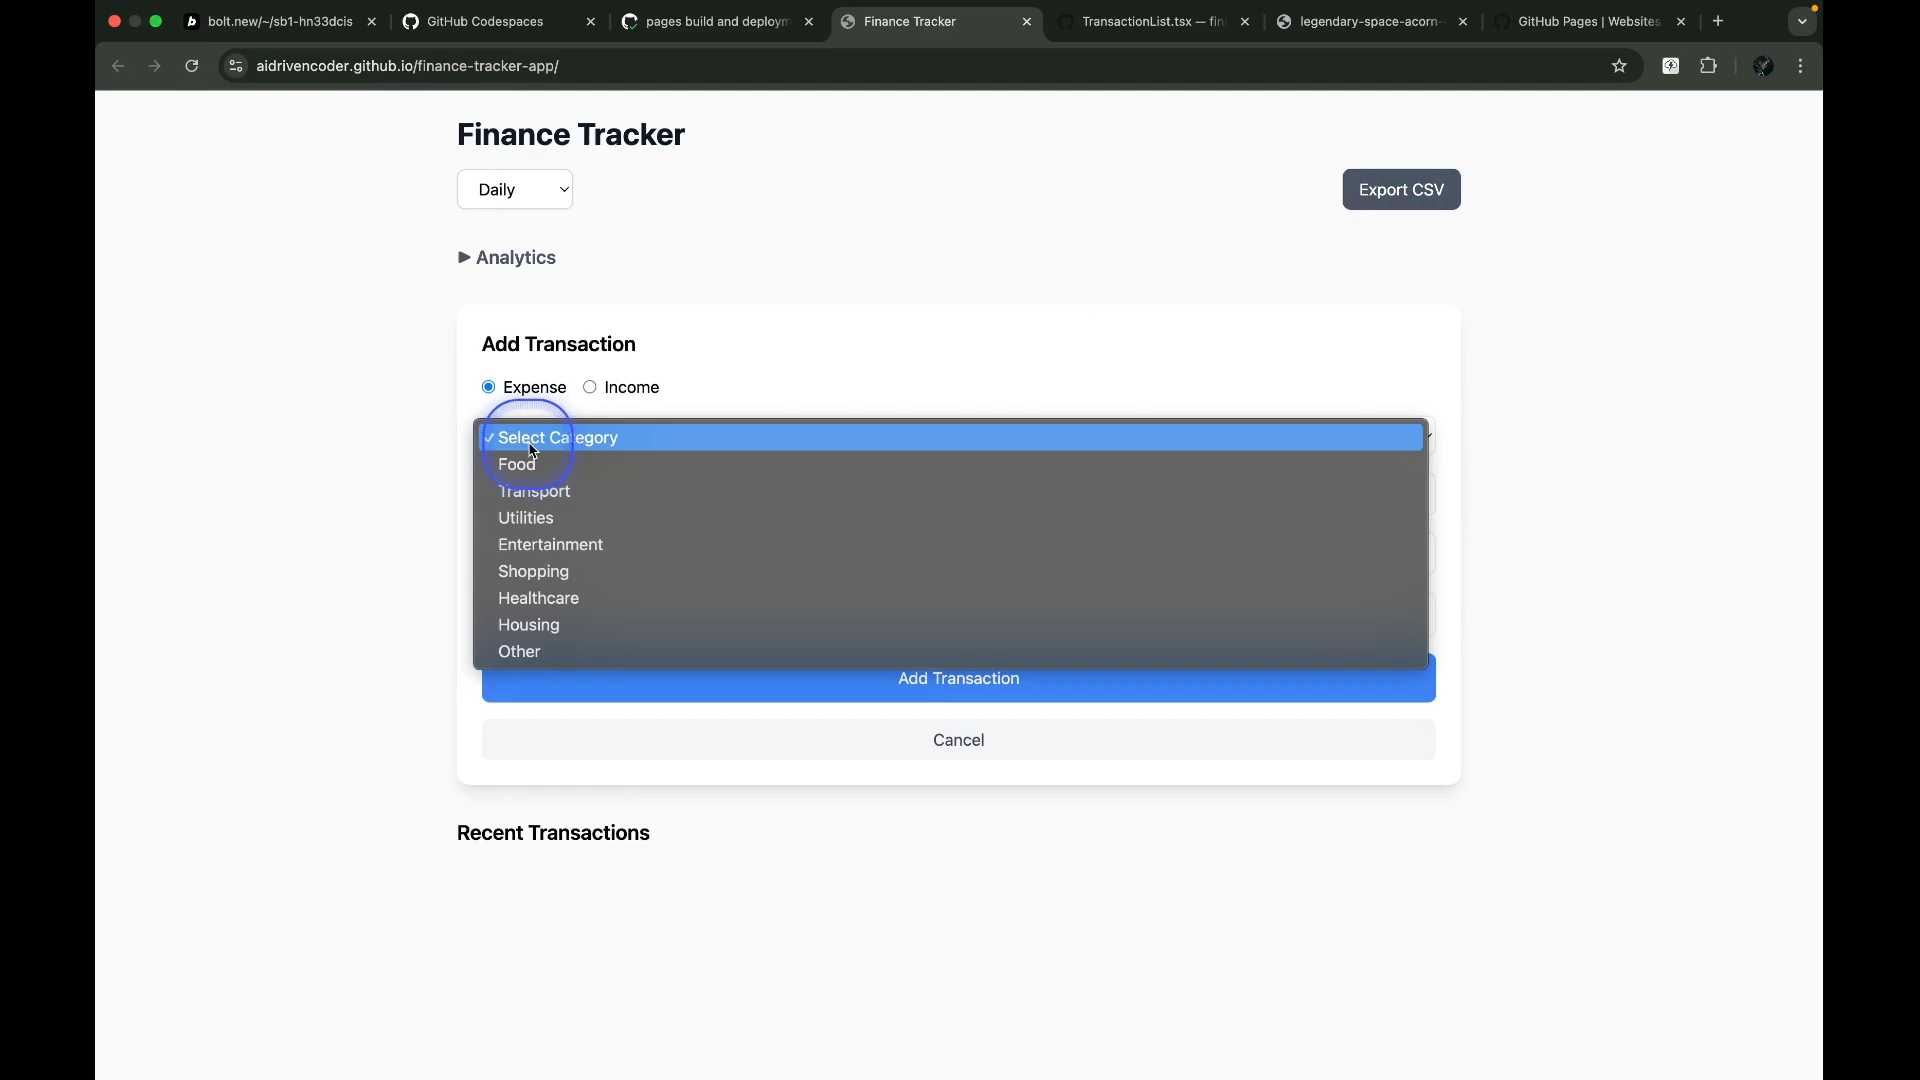 bolt.new/~/sb1-hn33dcis
GitHub Codespaces
pages build and deploym
Finance Tracker
TransactionList.tsx — fin
legendary-space-acorn-
GitHub Pages | Websites
aidrivencoder.github.io/finance-tracker-app/
Finance Tracker
Daily
Export CSV
Analytics
Add Transaction
Expense
Income
Select Category
Food
Transport
Utilities
Entertainment
Shopping
Healthcare
Housing
Other
Add Transaction
Cancel
Recent Transactions